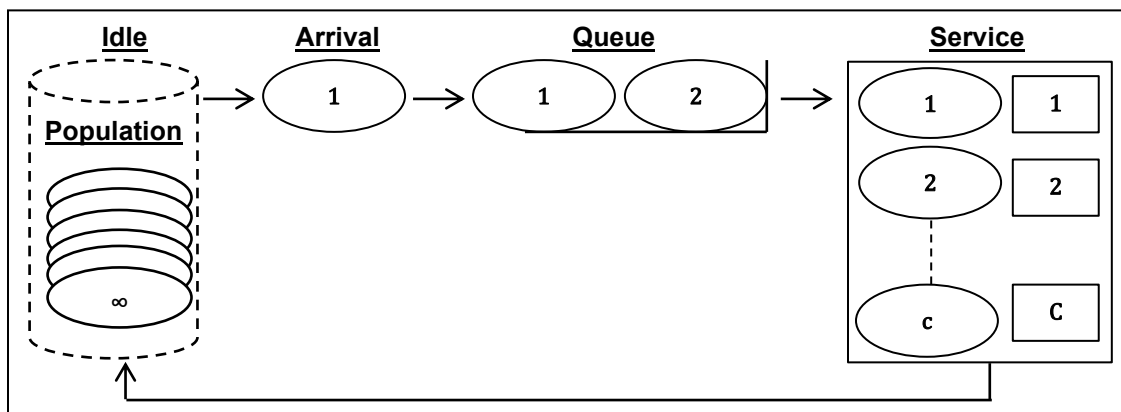 Idle Arrival Queue Service
1 1 2 1 1
Population
2 2
∞
c C